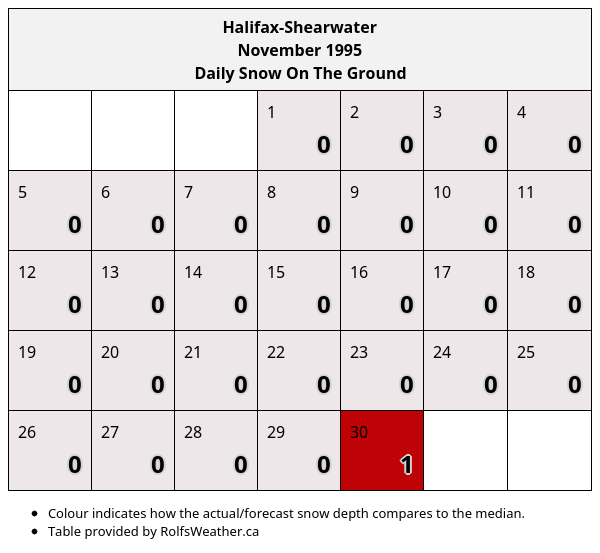 Halifax-Shearwater
November 1995
Daily Snow On The Ground
1 2 3 4
0 0 0 0
5 6 7 8 9 10 11
0 0 0 0 0 0 0
12 13 14 15 16 17 18
0 0 0 0 0 0 0
19 20 21 22 23 24 25
0 0 0 0 0 0 0
26 27 28 29 30
0 0 0 0 1
• Colour indicates how the actual/forecast snow depth compares to the median.
• Table provided by RolfsWeather.ca